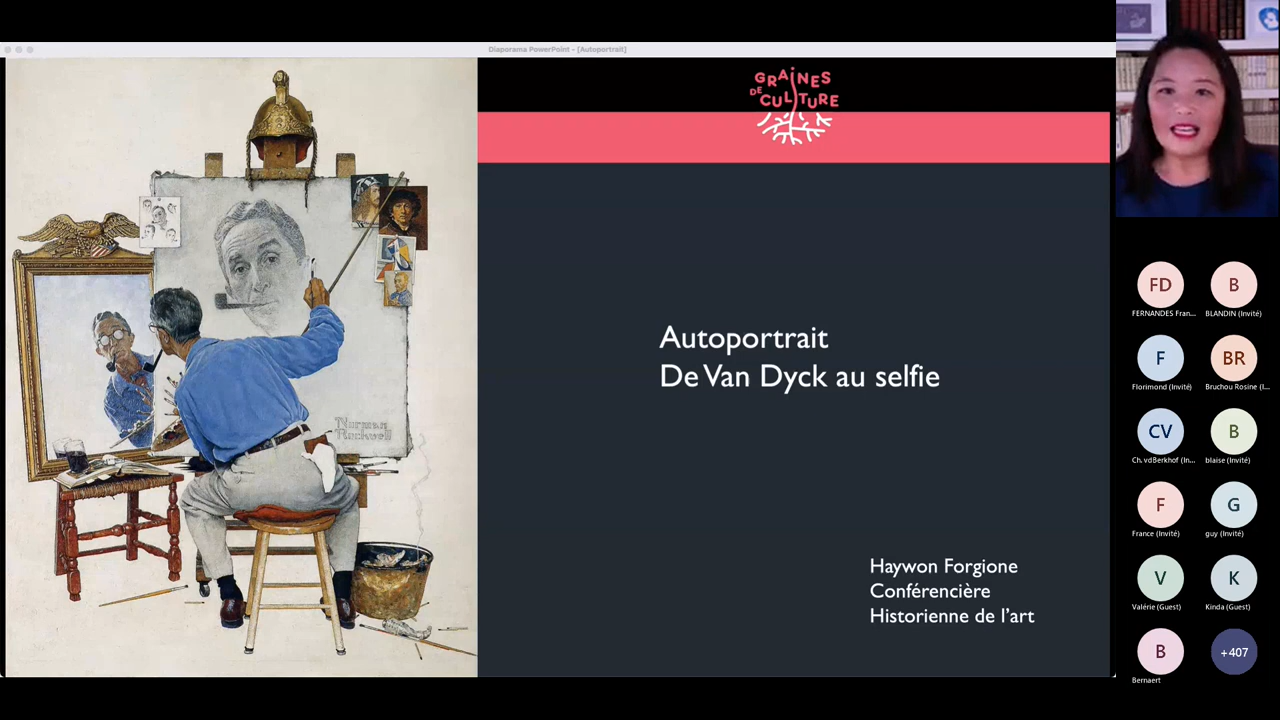 Diaporama PowerPoint - [Autoportrait]
GRAINES
DE
CULTURE
Norman
Rockwell
Autoportrait
De Van Dyck au selfie
Haywon Forgione
Conférencière
Historienne de l'art
FD
FERNANDES Fran...
B
BLANDIN (Invité)
F
Florimond (Invité)
BR
Bruchou Rosine (I...
CV
Ch. vdBerkhof (In...
B
blaise (Invité)
F
France (Invité)
G
guy (Invité)
V
Valérie (Guest)
K
Kinda (Guest)
B
Bernaert
+407